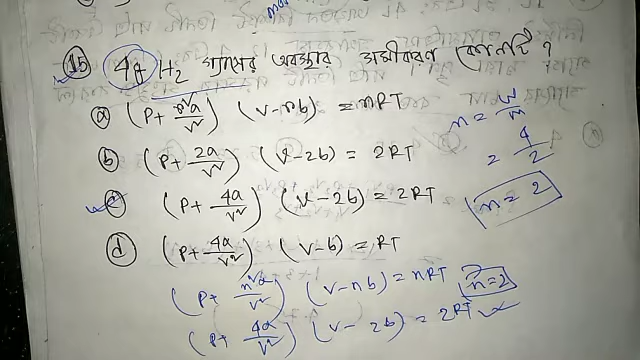 15) 4g H₂ গ্যাসের অবস্থার সমীকরণ কোনটি ?
a) (P + n²a/V²) (V - nb) = nRT
n = W/m
b) (P + 2a/V²) (V - 2b) = 2RT
= 4/2
c) (P + 4a/V²) (V - 2b) = 2RT
n = 2
d) (P + 4a/V²) (V - b) = RT
(P + n²a/V²) (V - nb) = nRT n=2
(P + 4a/V²) (V - 2b) = 2RT ✓